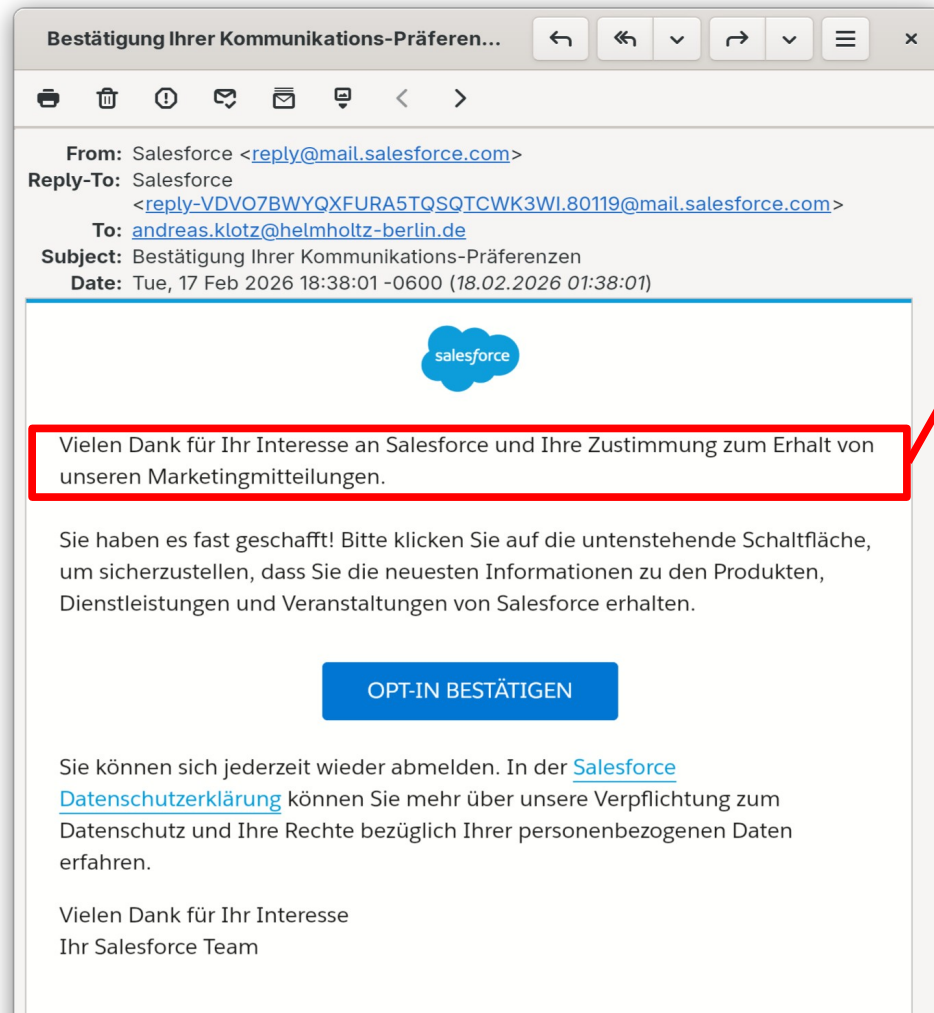 Bestätigung Ihrer Kommunikations-Präferen...
From: Salesforce <reply@mail.salesforce.com>
Reply-To: Salesforce
<reply-VDVO7BWYQXFURA5TQSQTCWK3WI.80119@mail.salesforce.com>
To: andreas.klotz@helmholtz-berlin.de
Subject: Bestätigung Ihrer Kommunikations-Präferenzen
Date: Tue, 17 Feb 2026 18:38:01 -0600 (18.02.2026 01:38:01)
salesforce
Vielen Dank für Ihr Interesse an Salesforce und Ihre Zustimmung zum Erhalt von
unseren Marketingmitteilungen.
Sie haben es fast geschafft! Bitte klicken Sie auf die untenstehende Schaltfläche,
um sicherzustellen, dass Sie die neuesten Informationen zu den Produkten,
Dienstleistungen und Veranstaltungen von Salesforce erhalten.
OPT-IN BESTÄTIGEN
Sie können sich jederzeit wieder abmelden. In der Salesforce
Datenschutzerklärung können Sie mehr über unsere Verpflichtung zum
Datenschutz und Ihre Rechte bezüglich Ihrer personenbezogenen Daten
erfahren.
Vielen Dank für Ihr Interesse
Ihr Salesforce Team